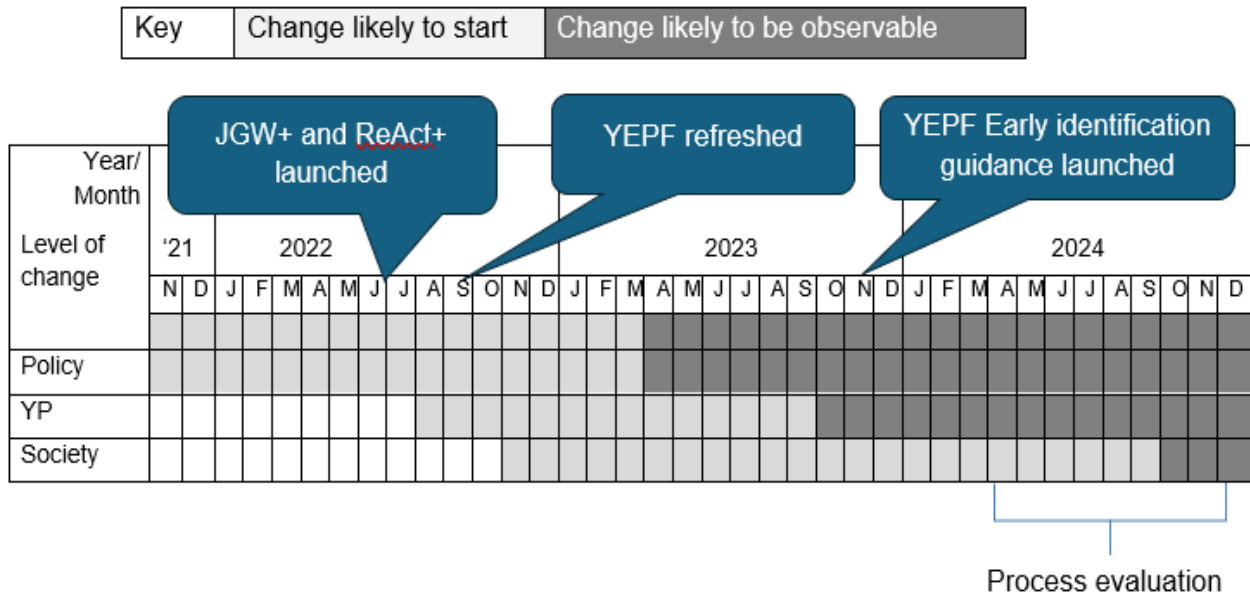 Key Change likely to start Change likely to be observable
JGW+ and ReAct+
launched
YEPF refreshed
YEPF Early identification
guidance launched
Year/
Month
Level of
change
‘21 2022 2023 2024
N D J F M A M J J A S O N D J F M A M J J A S O N D J F M A M J J A S O N D
Policy
YP
Society
Process evaluation